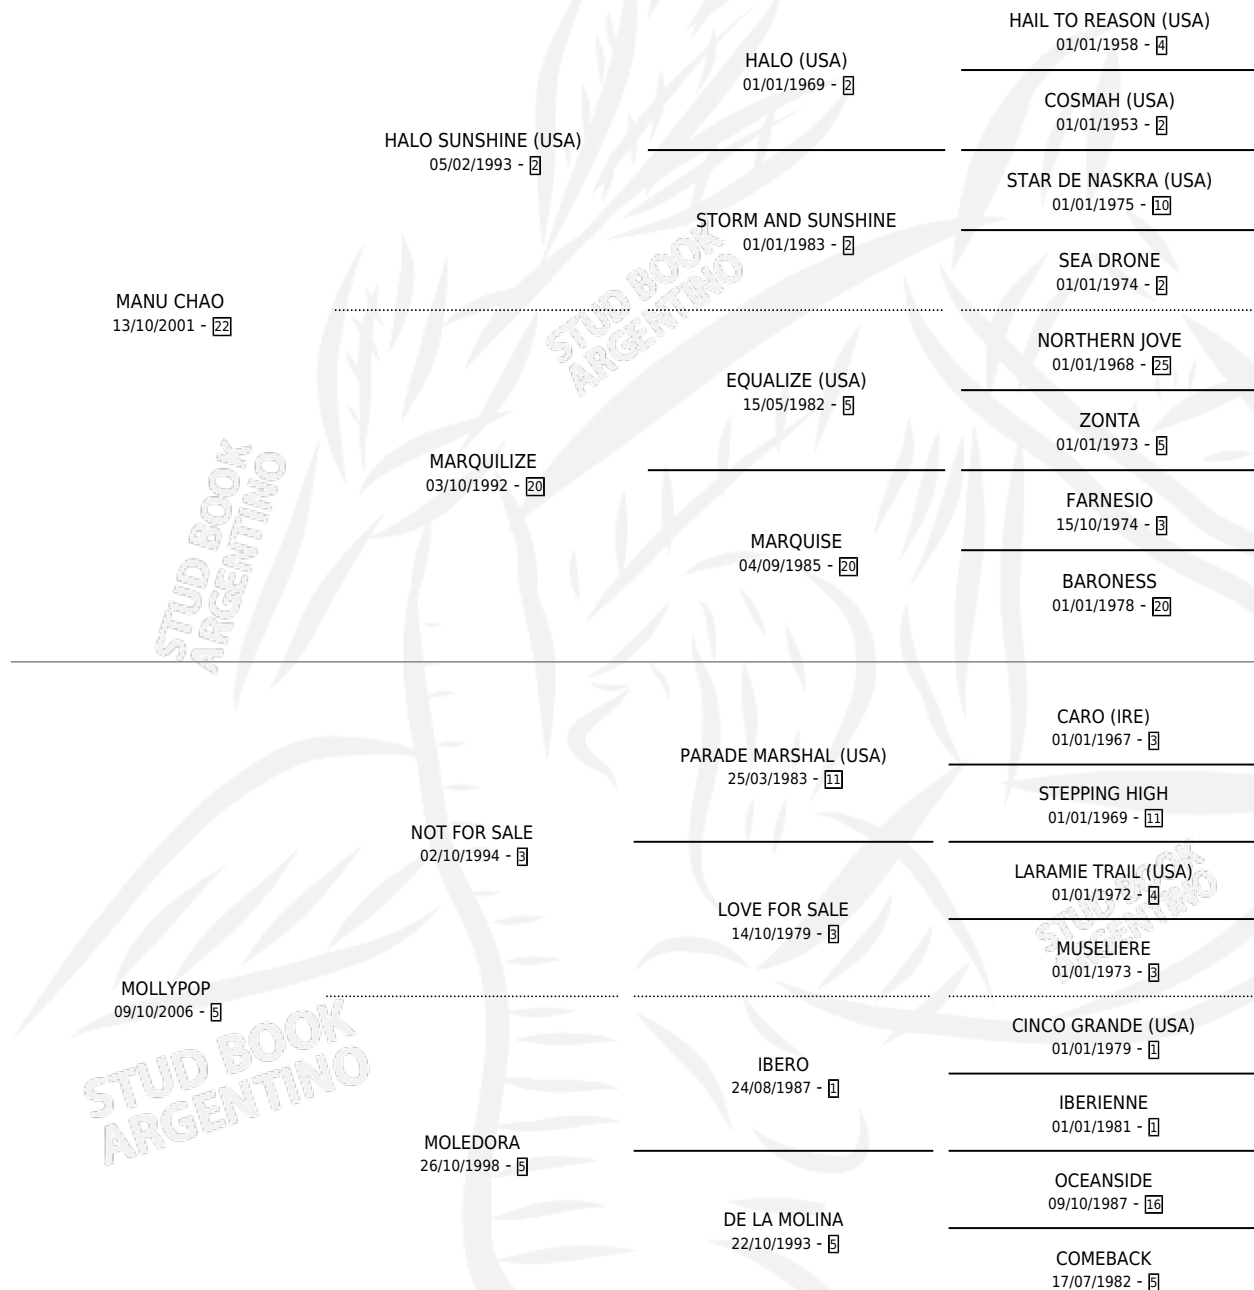 HAIL TO REASON (USA)
01/01/1958 - 4
HALO (USA)
01/01/1969 - 2
COSMAH (USA)
01/01/1953 - 2
HALO SUNSHINE (USA)
05/02/1993 - 2
STAR DE NASKRA (USA)
01/01/1975 - 10
STORM AND SUNSHINE
01/01/1983 - 2
SEA DRONE
01/01/1974 - 2
MANU CHAO
13/10/2001 - 22
NORTHERN JOVE
01/01/1968 - 25
EQUALIZE (USA)
15/05/1982 - 5
ZONTA
01/01/1973 - 5
MARQUILIZE
03/10/1992 - 20
FARNESIO
15/10/1974 - 3
MARQUISE
04/09/1985 - 20
BARONESS
01/01/1978 - 20
CARO (IRE)
01/01/1967 - 3
PARADE MARSHAL (USA)
25/03/1983 - 11
STEPPING HIGH
01/01/1969 - 11
NOT FOR SALE
02/10/1994 - 3
LARAMIE TRAIL (USA)
01/01/1972 - 4
LOVE FOR SALE
14/10/1979 - 3
MUSELIERE
01/01/1973 - 3
MOLLYPOP
09/10/2006 - 5
CINCO GRANDE (USA)
01/01/1979 - 1
IBERO
24/08/1987 - 1
IBERIENNE
01/01/1981 - 1
MOLEDORA
26/10/1998 - 5
OCEANSIDE
09/10/1987 - 16
DE LA MOLINA
22/10/1993 - 5
COMEBACK
17/07/1982 - 5
STUD BOOK
ARGENTINO
STUD BOOK
ARGENTINO
STUD BOOK
ARGENTINO
STUD BOOK
ARGENTINO